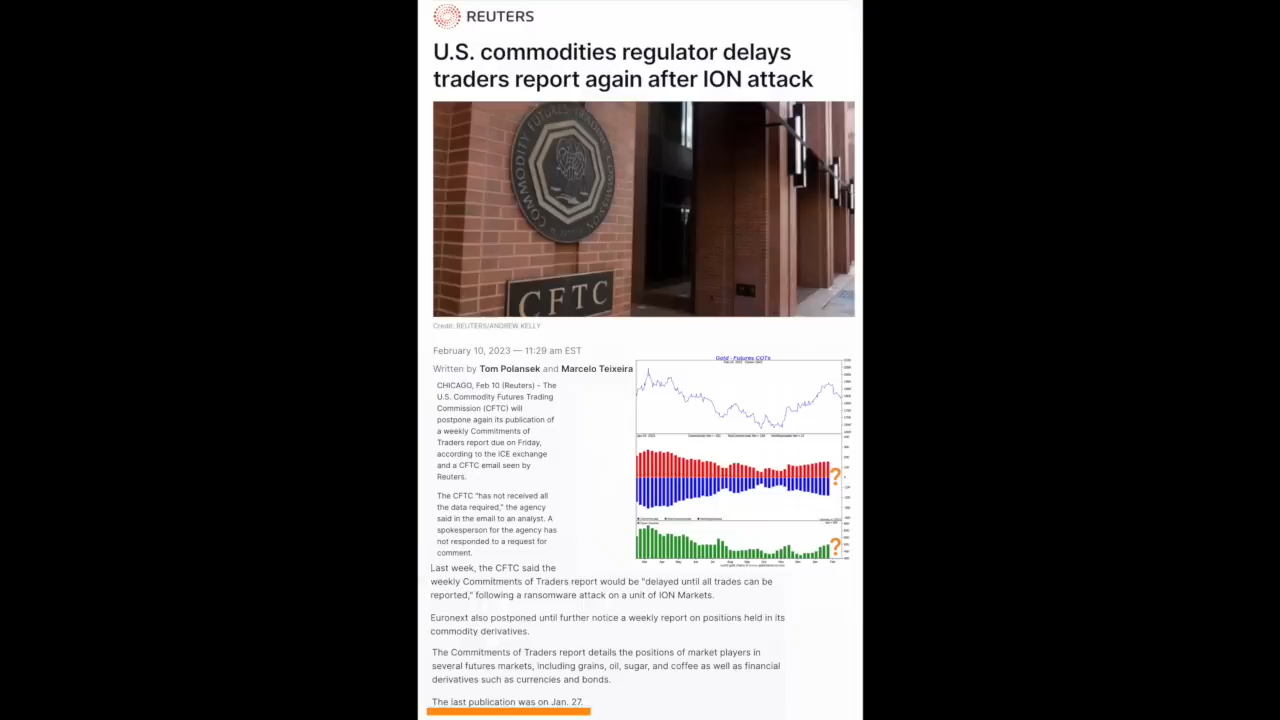 REUTERS
U.S. commodities regulator delays
traders report again after ION attack
COMMODITY FUTURES TRADING COMMISSION
CFTC
Credit: REUTERS/ANDREW KELLY
February 10, 2023 — 11:29 am EST
Written by Tom Polansek and Marcelo Teixeira
CHICAGO, Feb 10 (Reuters) - The
U.S. Commodity Futures Trading
Commission (CFTC) will
postpone again its publication of
a weekly Commitments of
Traders report due on Friday,
according to the ICE exchange
and a CFTC email seen by
Reuters.
The CFTC "has not received all
the data required," the agency
said in the email to an analyst. A
spokesperson for the agency has
not responded to a request for
comment.
Last week, the CFTC said the
weekly Commitments of Traders report would be "delayed until all trades can be
reported," following a ransomware attack on a unit of ION Markets.
Euronext also postponed until further notice a weekly report on positions held in its
commodity derivatives.
The Commitments of Traders report details the positions of market players in
several futures markets, including grains, oil, sugar, and coffee as well as financial
derivatives such as currencies and bonds.
The last publication was on Jan. 27.
Gold - Futures COTs
?
?